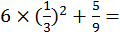 6 × (1/3)² + 5/9 =